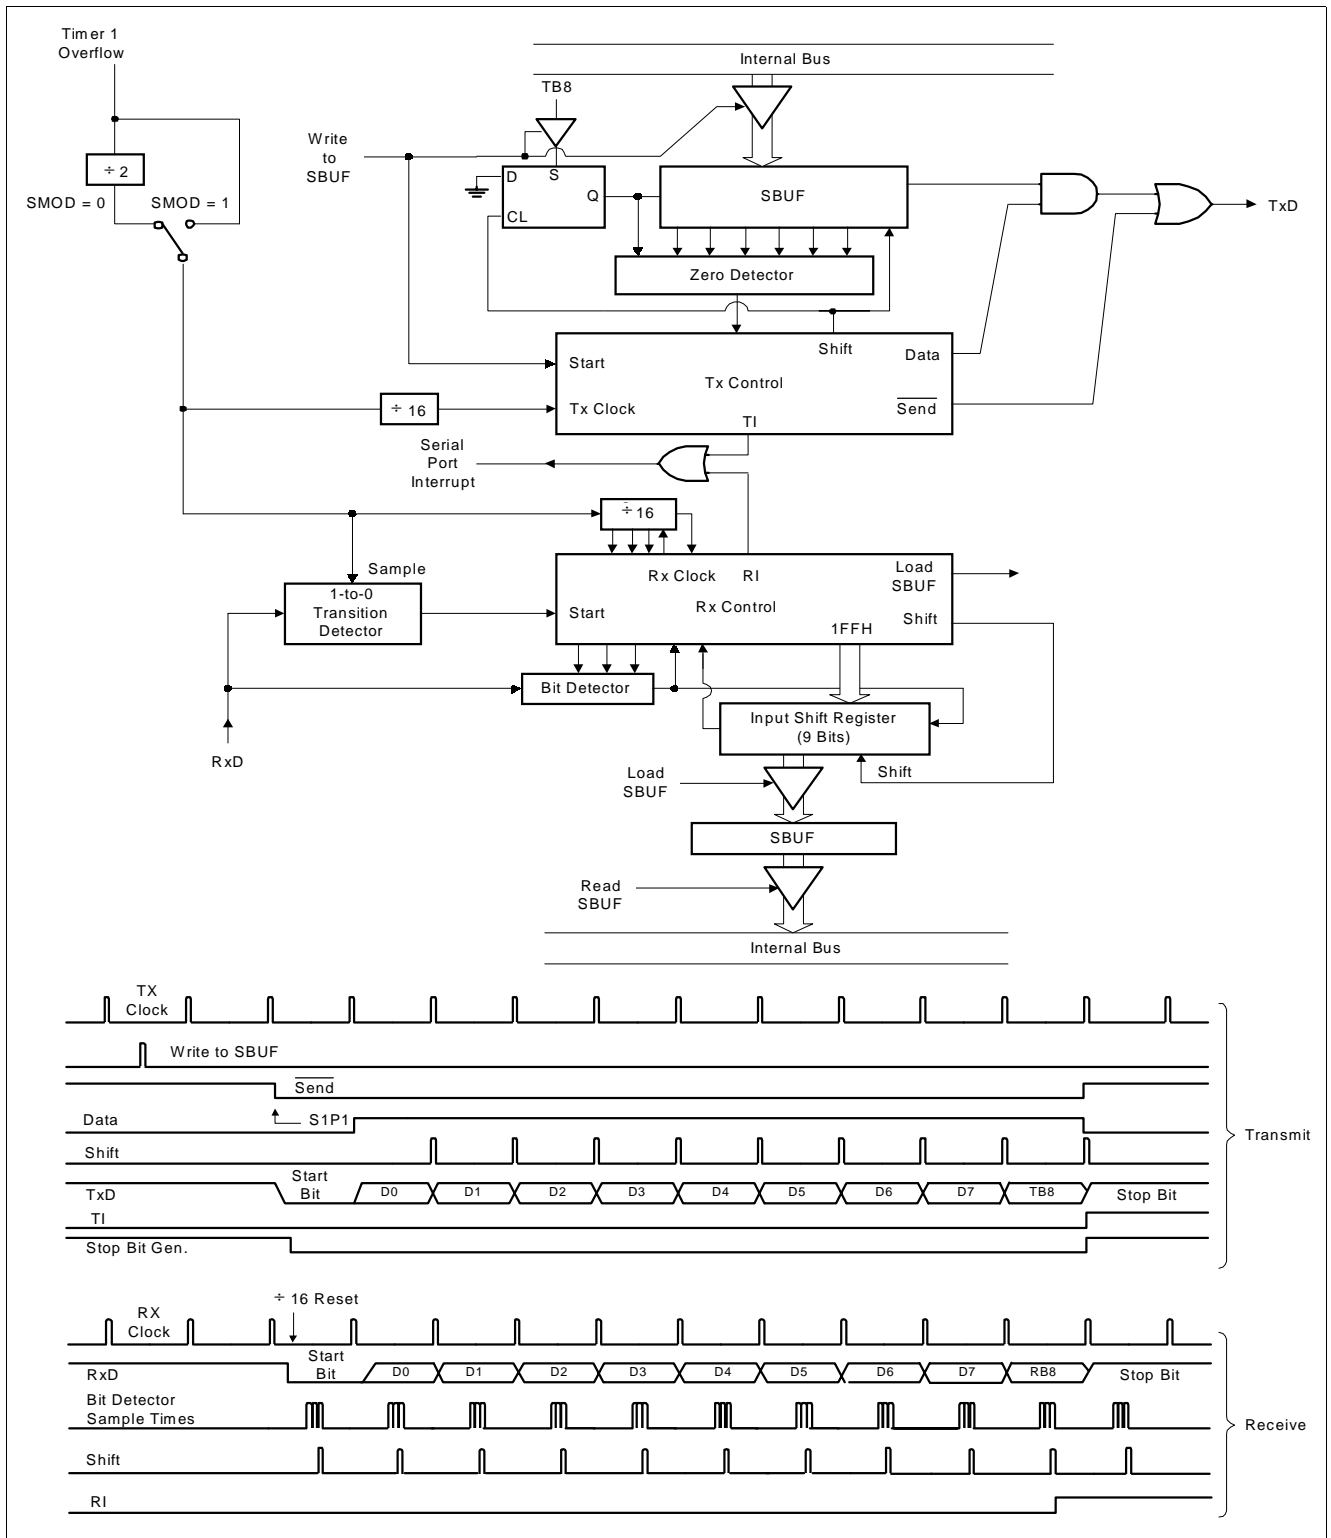 Timer 1
Overflow
÷ 2
SMOD = 0
SMOD = 1
Write
to
SBUF
TB8
Internal Bus
D
S
Q
CL
SBUF
TxD
Zero Detector
Shift
Start
Data
Tx Control
Tx Clock
Send
TI
÷ 16
Serial
Port
Interrupt
÷ 16
Sample
Rx Clock
RI
Load
SBUF
1-to-0
Transition
Detector
Start
Rx Control
Shift
1FFH
Bit Detector
Input Shift Register
(9 Bits)
RxD
Load
SBUF
Shift
SBUF
Read
SBUF
Internal Bus
TX
Clock
Write to SBUF
Send
Data
S1P1
Transmit
Shift
TxD
Start
Bit
D0
D1
D2
D3
D4
D5
D6
D7
TB8
Stop Bit
TI
Stop Bit Gen.
÷ 16 Reset
RX
Clock
RxD
Start
Bit
D0
D1
D2
D3
D4
D5
D6
D7
RB8
Stop Bit
Bit Detector
Sample Times
Receive
Shift
RI